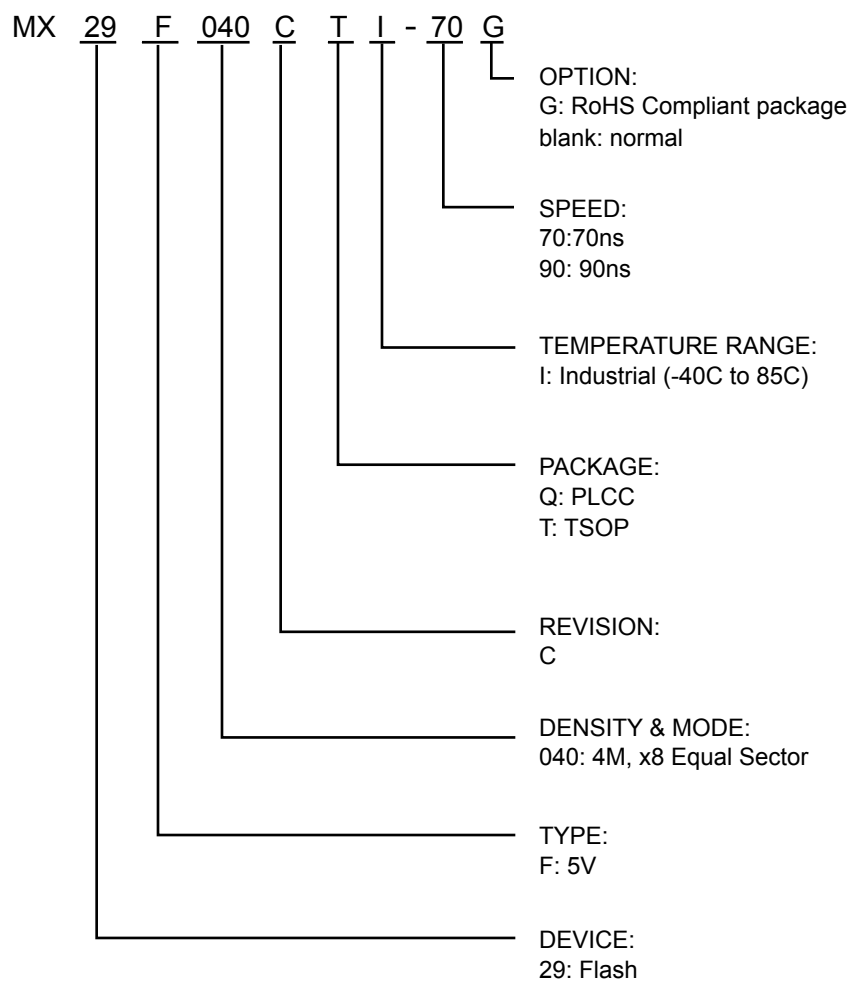 MX 29 F 040 C T I - 70 G
OPTION:
G: RoHS Compliant package
blank: normal
SPEED:
70:70ns
90: 90ns
TEMPERATURE RANGE:
I: Industrial (-40C to 85C)
PACKAGE:
Q: PLCC
T: TSOP
REVISION:
C
DENSITY & MODE:
040: 4M, x8 Equal Sector
TYPE:
F: 5V
DEVICE:
29: Flash